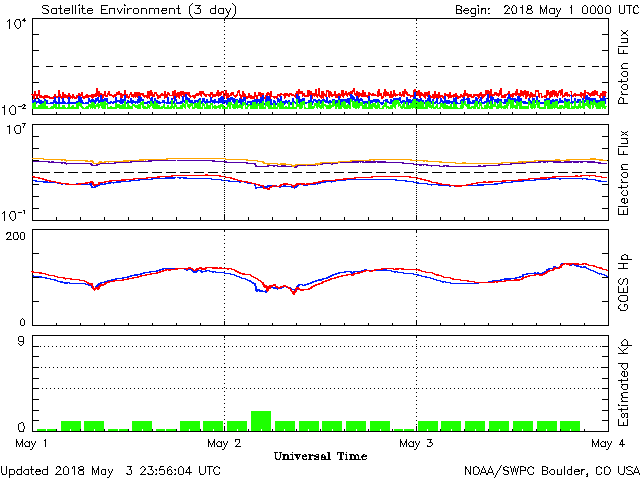 Satellite Environment (3 day) Begin: 2018 May 1 0000 UTC
10⁴
Proton Flux
10⁻²
10⁷
Electron Flux
10⁻¹
200
GOES Hp
0
9
Estimated Kp
0
May 1 May 2 May 3 May 4
Universal Time
Updated 2018 May 3 23:56:04 UTC NOAA/SWPC Boulder, CO USA